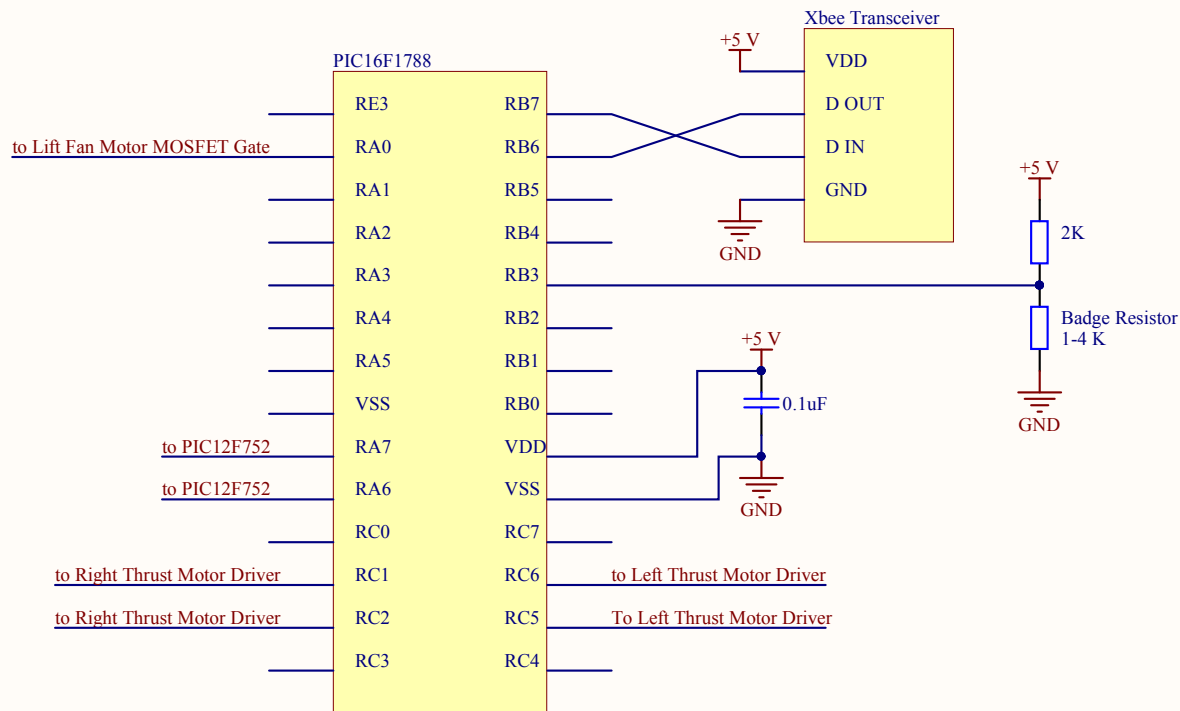 Xbee Transceiver
+5 V
VDD
PIC16F1788
RE3
RB7
D OUT
to Lift Fan Motor MOSFET Gate
RA0
RB6
D IN
+5 V
RA1
RB5
GND
RA2
RB4
2K
GND
RA3
RB3
RA4
RB2
Badge Resistor
1-4 K
+5 V
RA5
RB1
VSS
RB0
0.1uF
GND
to PIC12F752
RA7
VDD
to PIC12F752
RA6
VSS
GND
RC0
RC7
to Right Thrust Motor Driver
RC1
RC6
to Left Thrust Motor Driver
to Right Thrust Motor Driver
RC2
RC5
To Left Thrust Motor Driver
RC3
RC4